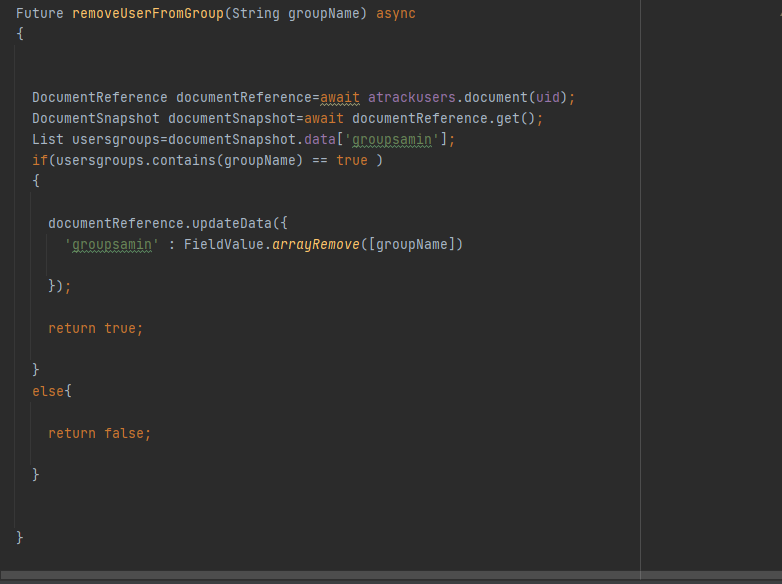 Future removeUserFromGroup(String groupName) async
{
DocumentReference documentReference=await atrackusers.document(uid);
DocumentSnapshot documentSnapshot=await documentReference.get();
List usersgroups=documentSnapshot.data['groupsamin'];
if(usersgroups.contains(groupName) == true )
{
documentReference.updateData({
'groupsamin' : FieldValue.arrayRemove([groupName])
});
return true;
}
else{
return false;
}
}